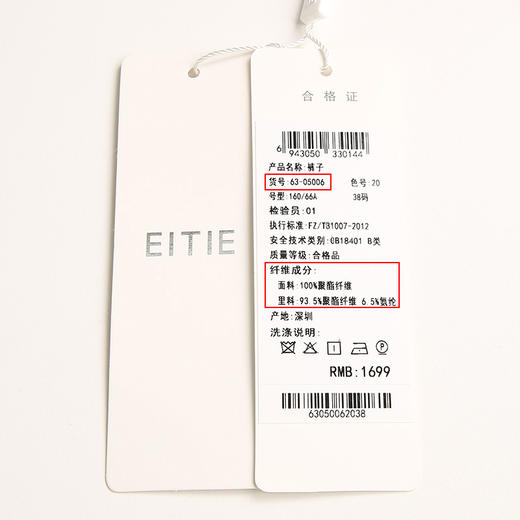 EITIE
合格证
6 943050 330144
产品名称:裤子
货号:63-05006 色号:20
号型:160/66A 38码
检验员:01
执行标准:FZ/TB1007-2012
安全技术类别:GB18401 B类
质量等级:合格品
纤维成分:
面料:100%聚酯纤维
里料:93.5%聚酯纤维 6.5%氨纶
产地:深圳
洗涤说明:
RMB:1699
63050062038